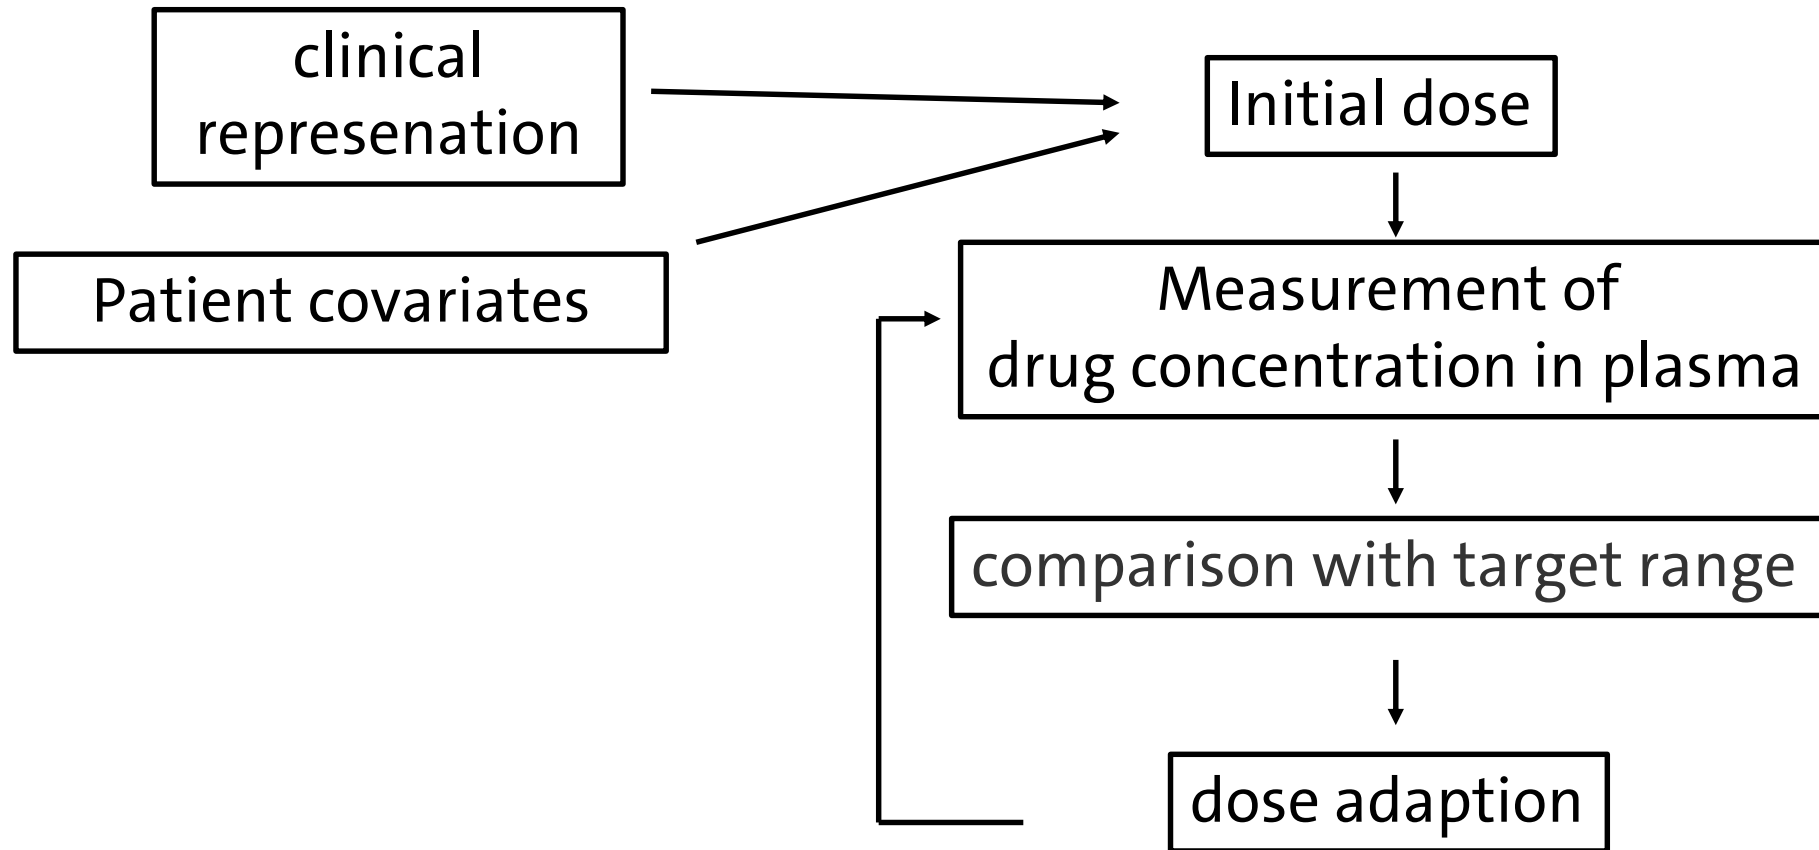 clinical
represenation
Initial dose
Patient covariates
Measurement of
drug concentration in plasma
comparison with target range
dose adaption